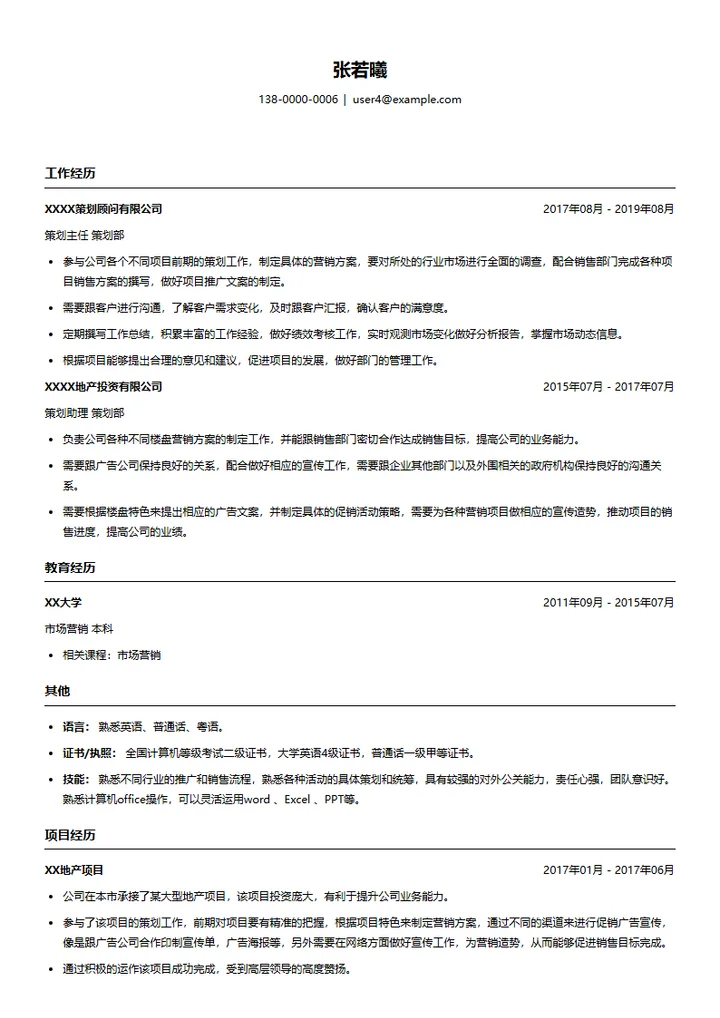 张若曦
138-0000-0006 | user4@example.com
工作经历
XXXX策划顾问有限公司 2017年08月 - 2019年08月
策划主任 策划部
• 参与公司各个不同项目前期的策划工作，制定具体的营销方案，要对所处的行业市场进行全面的调查，配合销售部门完成各种项
目销售方案的撰写，做好项目推广文案的制定。
• 需要跟客户进行沟通，了解客户需求变化，及时跟客户汇报，确认客户的满意度。
• 定期撰写工作总结，积累丰富的工作经验，做好绩效考核工作，实时观测市场变化做好分析报告，掌握市场动态信息。
• 根据项目能够提出合理的意见和建议，促进项目的发展，做好部门的管理工作。
XXXX地产投资有限公司 2015年07月 - 2017年07月
策划助理 策划部
• 负责公司各种不同楼盘营销方案的制定工作，并能跟销售部门密切合作达成销售目标，提高公司的业务能力。
• 需要跟广告公司保持良好的关系，配合做好相应的宣传工作，需要跟企业其他部门以及外围相关的政府机构保持良好的沟通关
系。
• 需要根据楼盘特色来提出相应的广告文案，并制定具体的促销活动策略，需要为各种营销项目做相应的宣传造势，推动项目的销
售进度，提高公司的业绩。
教育经历
XX大学 2011年09月 - 2015年07月
市场营销 本科
• 相关课程：市场营销
其他
• 语言： 熟悉英语、普通话、粤语。
• 证书/执照： 全国计算机等级考试二级证书，大学英语4级证书，普通话一级甲等证书。
• 技能： 熟悉不同行业的推广和销售流程，熟悉各种活动的具体策划和统筹，具有较强的对外公关能力，责任心强，团队意识好。
熟悉计算机office操作，可以灵活运用word 、Excel 、PPT等。
项目经历
XX地产项目 2017年01月 - 2017年06月
• 公司在本市承接了某大型地产项目，该项目投资庞大，有利于提升公司业务能力。
• 参与了该项目的策划工作，前期对项目要有精准的把握，根据项目特色来制定营销方案，通过不同的渠道来进行促销广告宣传，
像是跟广告公司合作印制宣传单，广告海报等，另外需要在网络方面做好宣传工作，为营销造势，从而能够促进销售目标完成。
• 通过积极的运作该项目成功完成，受到高层领导的高度赞扬。